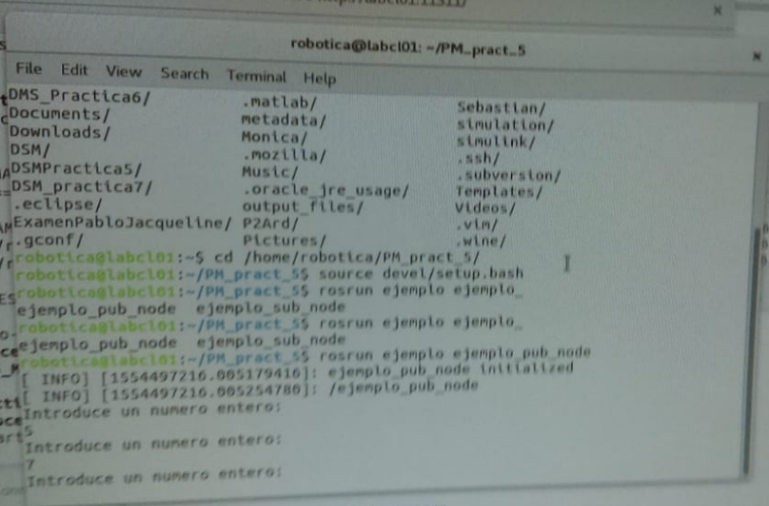 robotica@labcl01: ~/PM_pract_5
File Edit View Search Terminal Help
DMS_Practica6/ .matlab/ Sebastian/
Documents/ metadata/ simulation/
Downloads/ Monica/ simulink/
DSM/ .mozilla/ .ssh/
DSMPractica5/ Music/ .subversion/
DSM_practica7/ .oracle_jre_usage/ Templates/
.eclipse/ output_files/ Videos/
ExamenPabloJacqueline/ P2Ard/ .vim/
.gconf/ Pictures/ .wine/
robotica@labcl01:~$ cd /home/robotica/PM_pract_5/
robotica@labcl01:~/PM_pract_5$ source devel/setup.bash
robotica@labcl01:~/PM_pract_5$ rosrun ejemplo ejemplo_
ejemplo_pub_node ejemplo_sub_node
robotica@labcl01:~/PM_pract_5$ rosrun ejemplo ejemplo_
ejemplo_pub_node ejemplo_sub_node
robotica@labcl01:~/PM_pract_5$ rosrun ejemplo ejemplo_pub_node
[ INFO] [1554497216.005179416]: ejemplo_pub_node initialized
[ INFO] [1554497216.005254780]: /ejemplo_pub_node
Introduce un numero entero:
5
Introduce un numero entero:
7
Introduce un numero entero: